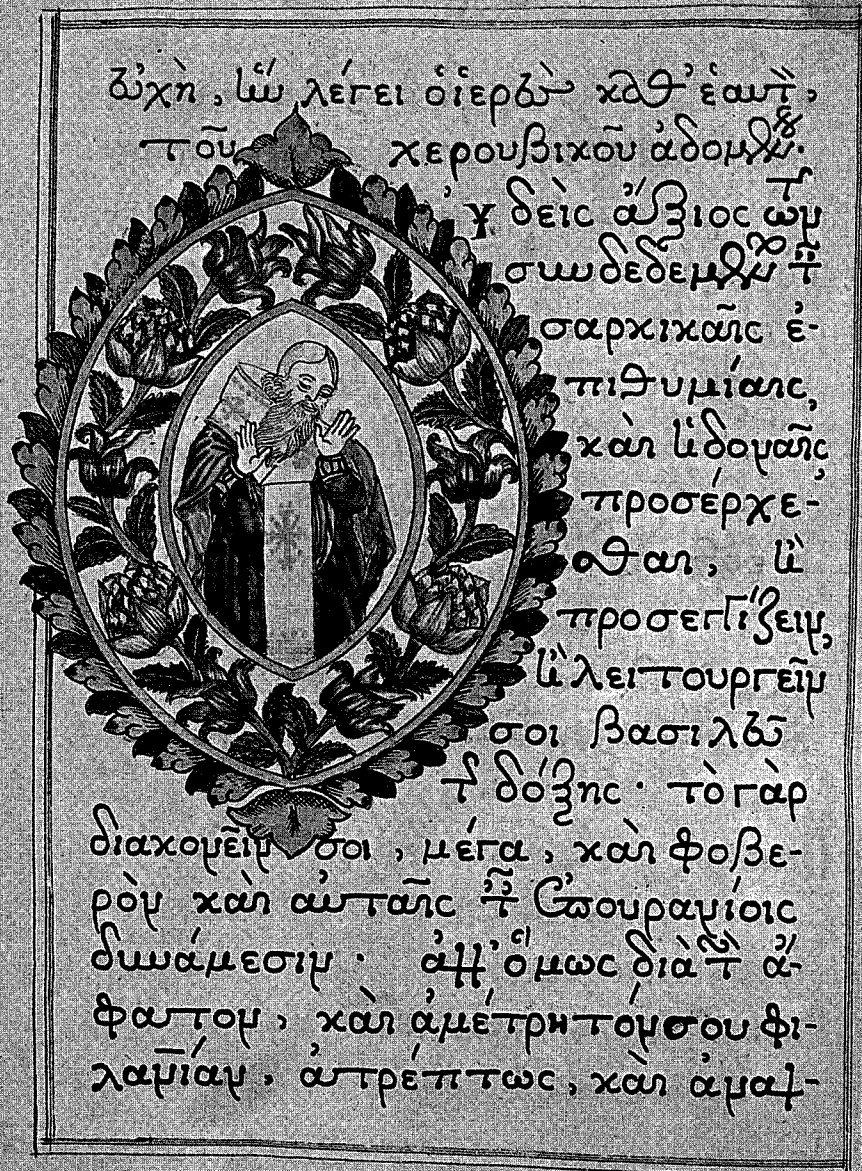 Εὐχὴ, ἣν λέγει ὁ ἱερεὺς καθ' ἑαυτὸν,
τοῦ χερουβικοῦ ᾀδομένου.
Οὐδεὶς ἄξιος τῶν
συνδεδεμένων ταῖς
σαρκικαῖς ἐ-
πιθυμίαις,
καὶ ἡδοναῖς
προσέρχε-
σθαι, ἢ
προσεγγίζειν,
ἢ λειτουργεῖν
σοι βασιλεῦ
τῆς δόξης· τὸ γὰρ
διακονεῖν σοι, μέγα, καὶ φοβε-
ρὸν καὶ αὐταῖς ταῖς ἐπουρανίοις
δυνάμεσιν· ἀλλ' ὅμως διὰ τὴν ἄ-
φατον, καὶ ἀμέτρητόν σου φι-
λανίαν, ἀτρέπτως, καὶ ἀναλ-